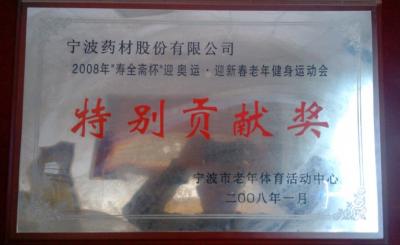 宁波药材股份有限公司
2008年"寿全斋杯"迎奥运·迎新春老年健身运动会
特别贡献奖
宁波市老年体育活动中心
二00八年一月